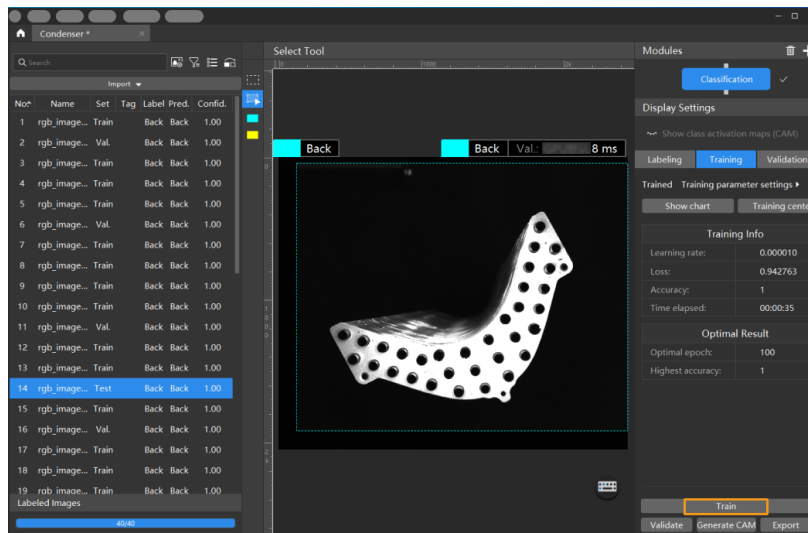 Condenser *
Select Tool
Modules
Search
Import
Classification
No. Name Set Tag Label Pred. Confid.
Display Settings
1 rgb_image... Train Back Back 1.00
Show class activation maps (CAM)
2 rgb_image... Val. Back Back 1.00
Back
Back Val.: 8 ms
Labeling Training Validation
3 rgb_image... Train Back Back 1.00
4 rgb_image... Train Back Back 1.00
Trained Training parameter settings
5 rgb_image... Train Back Back 1.00
Show chart Training cente
6 rgb_image... Val. Back Back 1.00
Training Info
7 rgb_image... Train Back Back 1.00
Learning rate: 0.000010
8 rgb_image... Train Back Back 1.00
Loss: 0.942763
9 rgb_image... Train Back Back 1.00
Accuracy: 1
10 rgb_image... Train Back Back 1.00
Time elapsed: 00:00:35
11 rgb_image... Val. Back Back 1.00
Optimal Result
12 rgb_image... Train Back Back 1.00
Optimal epoch: 100
13 rgb_image... Train Back Back 1.00
Highest accuracy: 1
14 rgb_image... Test Back Back 1.00
15 rgb_image... Train Back Back 1.00
16 rgb_image... Val. Back Back 1.00
17 rgb_image... Train Back Back 1.00
18 rgb_image... Train Back Back 1.00
19 rgb_image... Train Back Back 1.00
Labeled Images
Train
40/40
Validate Generate CAM Export